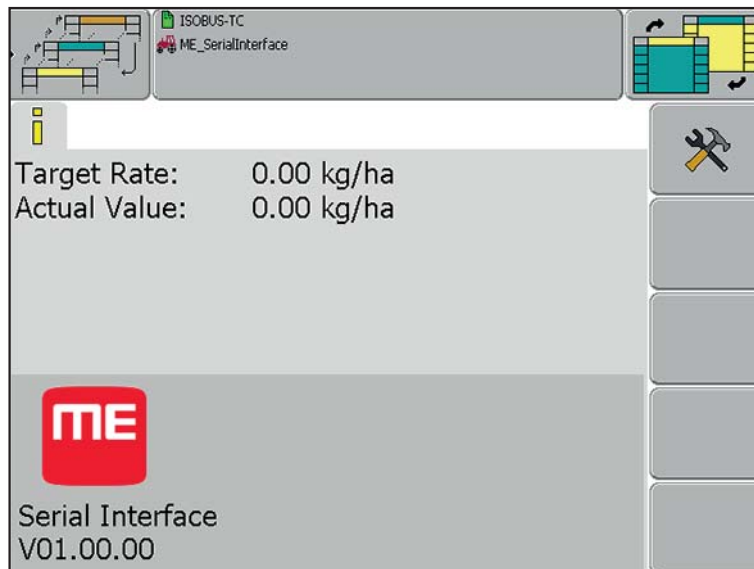 ISOBUS-TC
ME_SerialInterface
Target Rate: 0.00 kg/ha
Actual Value: 0.00 kg/ha
ME
Serial Interface
V01.00.00